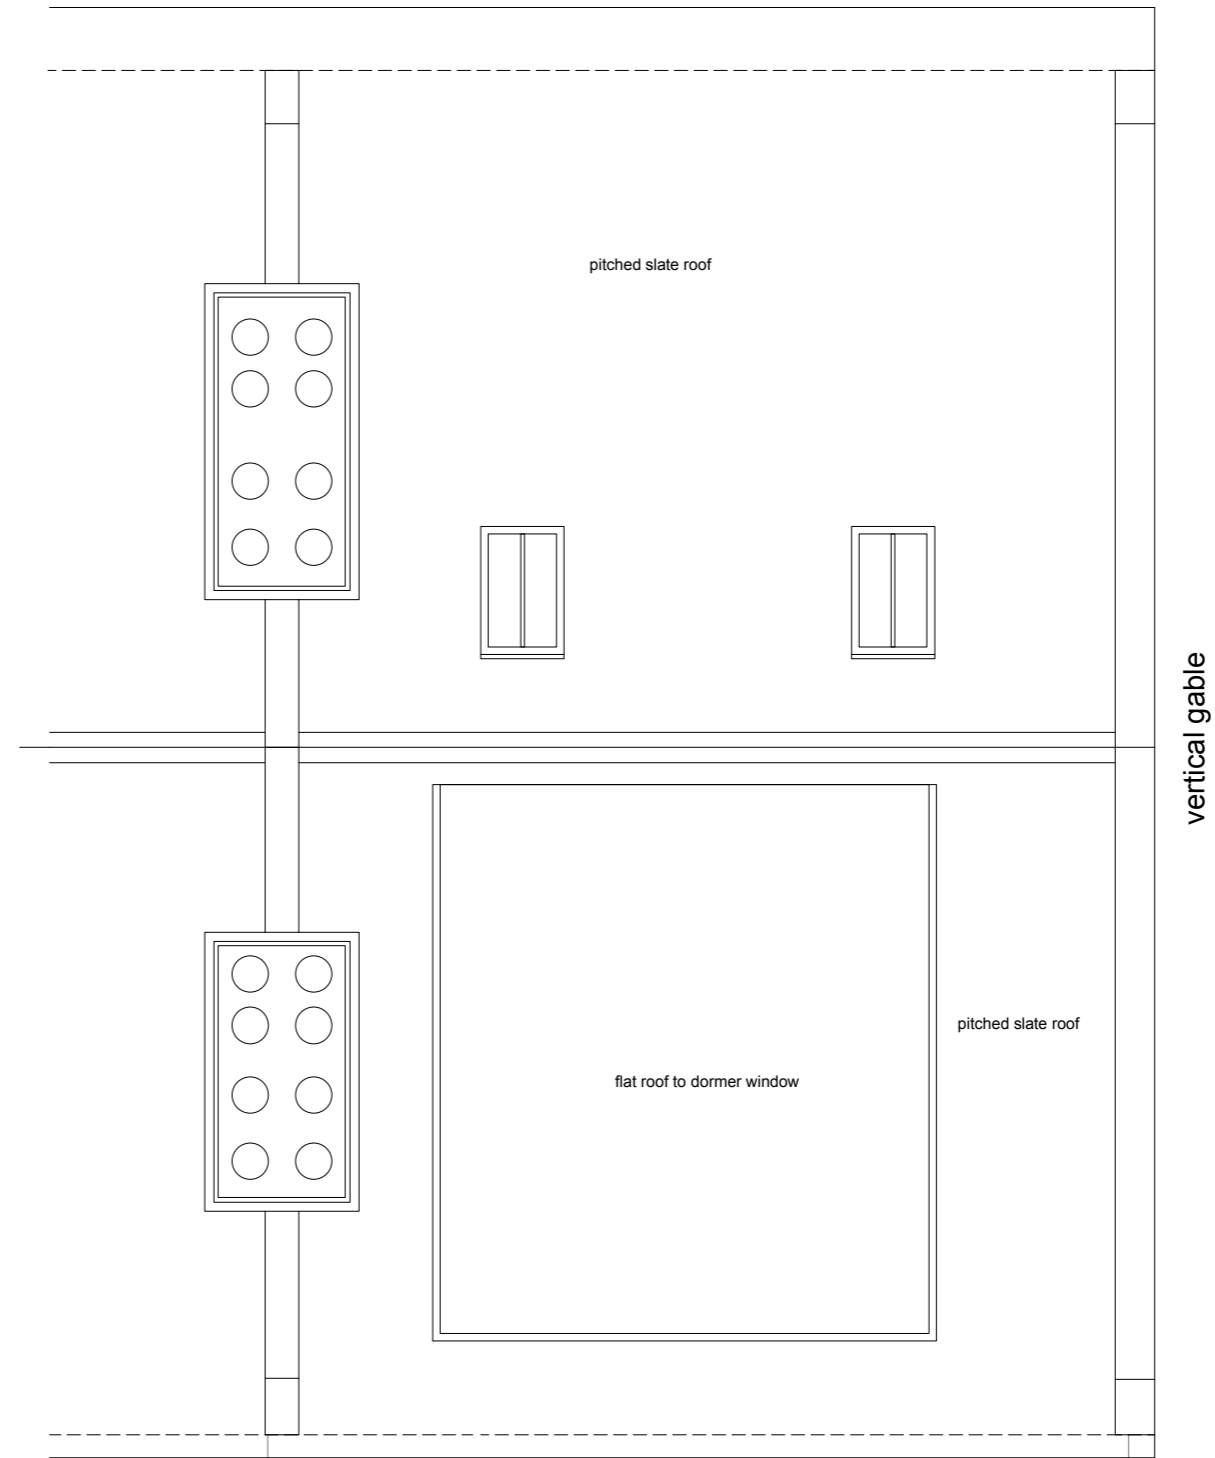 pitched slate roof
vertical gable
pitched slate roof
flat roof to dormer window